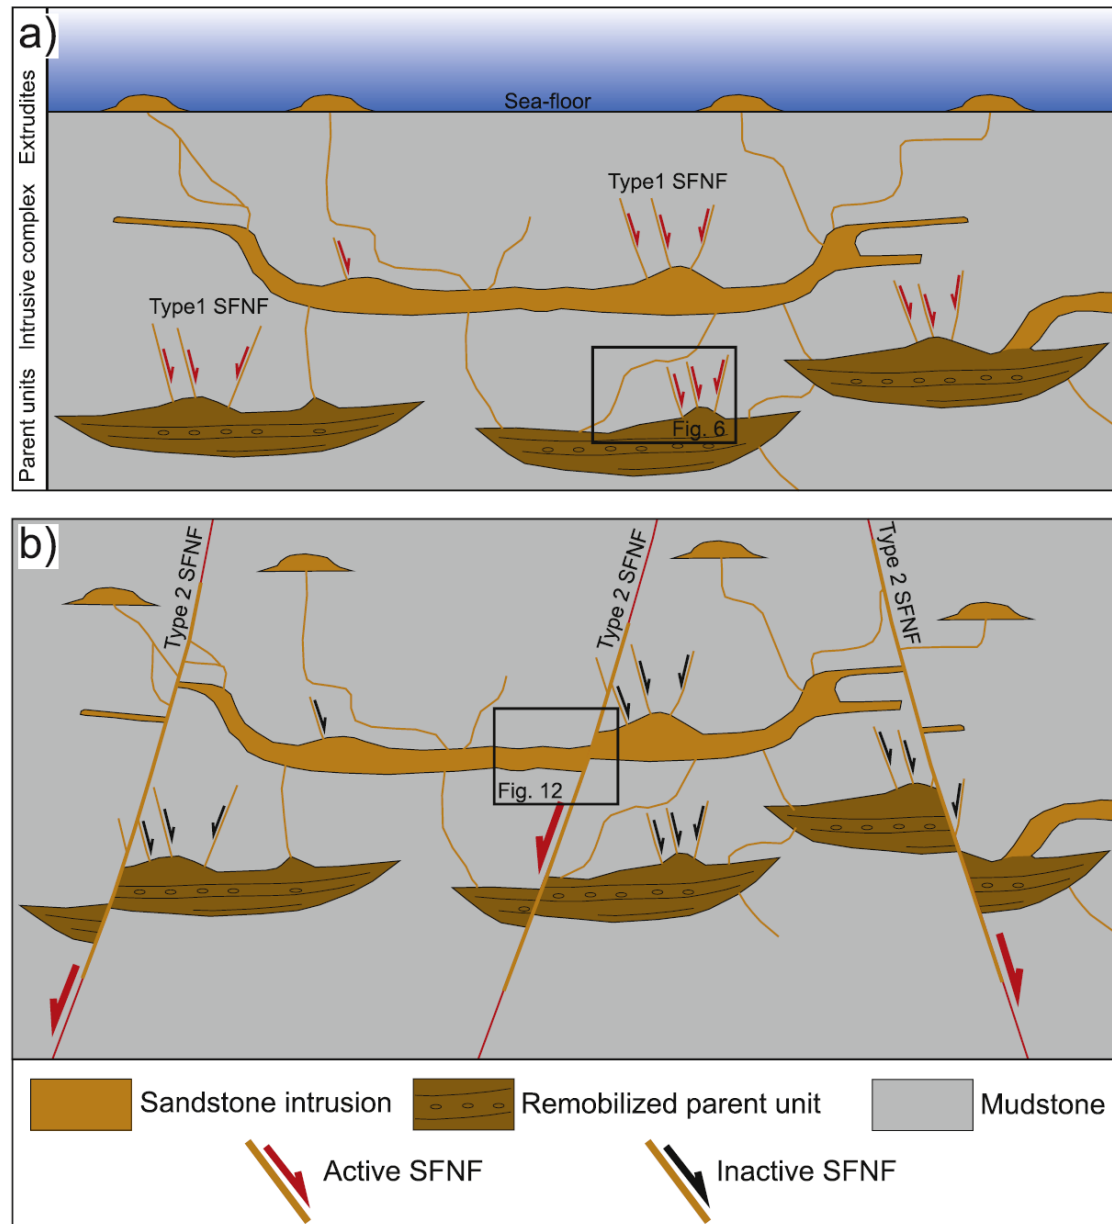 a)
Extrudites
Intrusive complex
Parent units
Sea-floor
Type1 SFNF
Type1 SFNF
Fig. 6
b)
Type 2 SFNF
Type 2 SFNF
Type 2 SFNF
Fig. 12
Sandstone intrusion
Remobilized parent unit
Mudstone
Active SFNF
Inactive SFNF